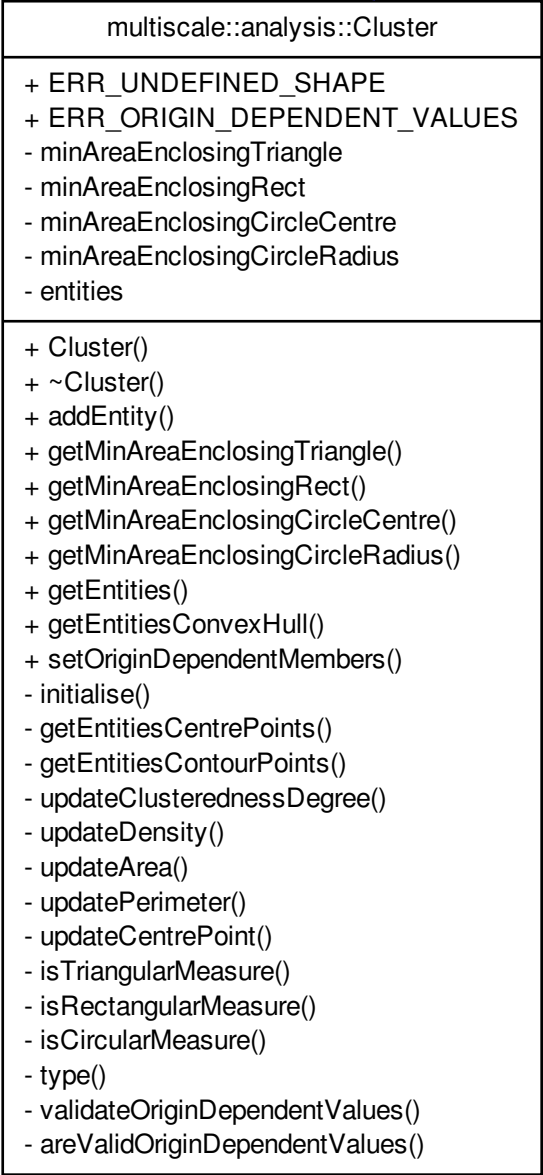 multiscale::analysis::Cluster
+ ERR_UNDEFINED_SHAPE
+ ERR_ORIGIN_DEPENDENT_VALUES
- minAreaEnclosingTriangle
- minAreaEnclosingRect
- minAreaEnclosingCircleCentre
- minAreaEnclosingCircleRadius
- entities
+ Cluster()
+ ~Cluster()
+ addEntity()
+ getMinAreaEnclosingTriangle()
+ getMinAreaEnclosingRect()
+ getMinAreaEnclosingCircleCentre()
+ getMinAreaEnclosingCircleRadius()
+ getEntities()
+ getEntitiesConvexHull()
+ setOriginDependentMembers()
- initialise()
- getEntitiesCentrePoints()
- getEntitiesContourPoints()
- updateClusterednessDegree()
- updateDensity()
- updateArea()
- updatePerimeter()
- updateCentrePoint()
- isTriangularMeasure()
- isRectangularMeasure()
- isCircularMeasure()
- type()
- validateOriginDependentValues()
- areValidOriginDependentValues()